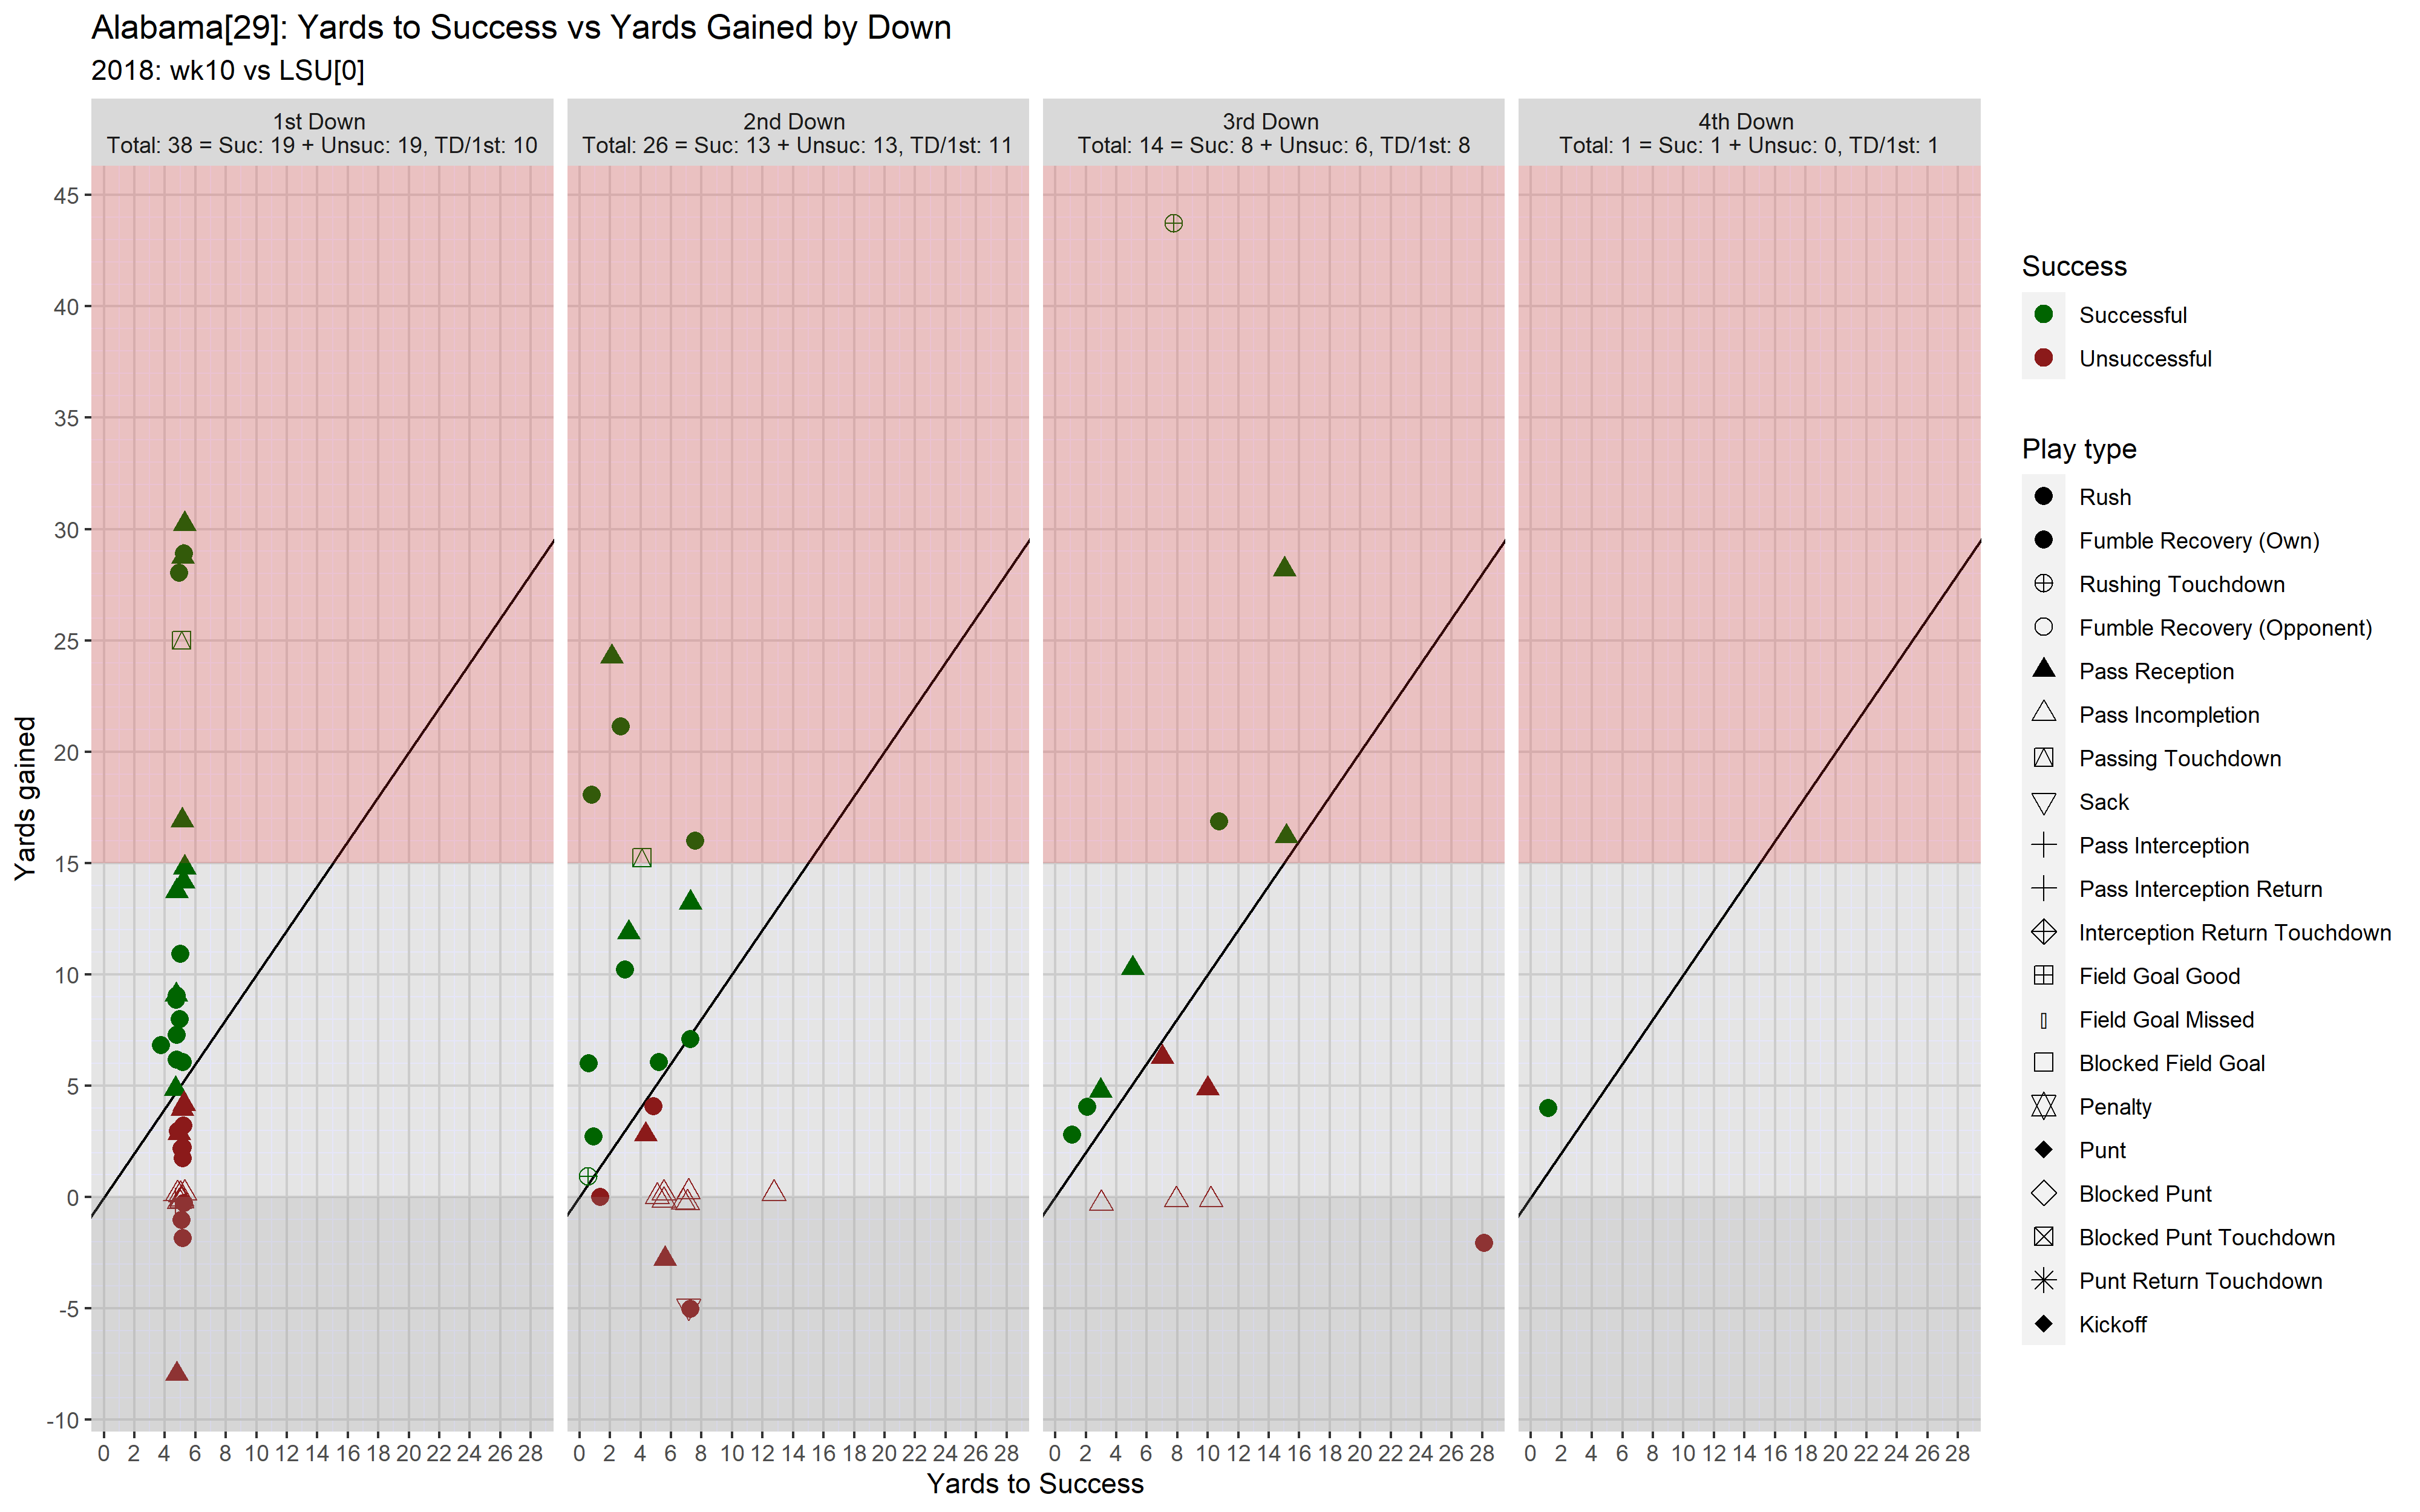 Alabama[29]: Yards to Success vs Yards Gained by Down
2018: wk10 vs LSU[0]
1st Down
Total: 38 = Suc: 19 + Unsuc: 19, TD/1st: 10
2nd Down
Total: 26 = Suc: 13 + Unsuc: 13, TD/1st: 11
3rd Down
Total: 14 = Suc: 8 + Unsuc: 6, TD/1st: 8
4th Down
Total: 1 = Suc: 1 + Unsuc: 0, TD/1st: 1
Yards gained
45
40
35
30
25
20
15
10
5
0
-5
-10
0 2 4 6 8 10 12 14 16 18 20 22 24 26 28
0 2 4 6 8 10 12 14 16 18 20 22 24 26 28
0 2 4 6 8 10 12 14 16 18 20 22 24 26 28
0 2 4 6 8 10 12 14 16 18 20 22 24 26 28
Yards to Success
Success
Successful
Unsuccessful
Play type
Rush
Fumble Recovery (Own)
Rushing Touchdown
Fumble Recovery (Opponent)
Pass Reception
Pass Incompletion
Passing Touchdown
Sack
Pass Interception
Pass Interception Return
Interception Return Touchdown
Field Goal Good
Field Goal Missed
Blocked Field Goal
Penalty
Punt
Blocked Punt
Blocked Punt Touchdown
Punt Return Touchdown
Kickoff